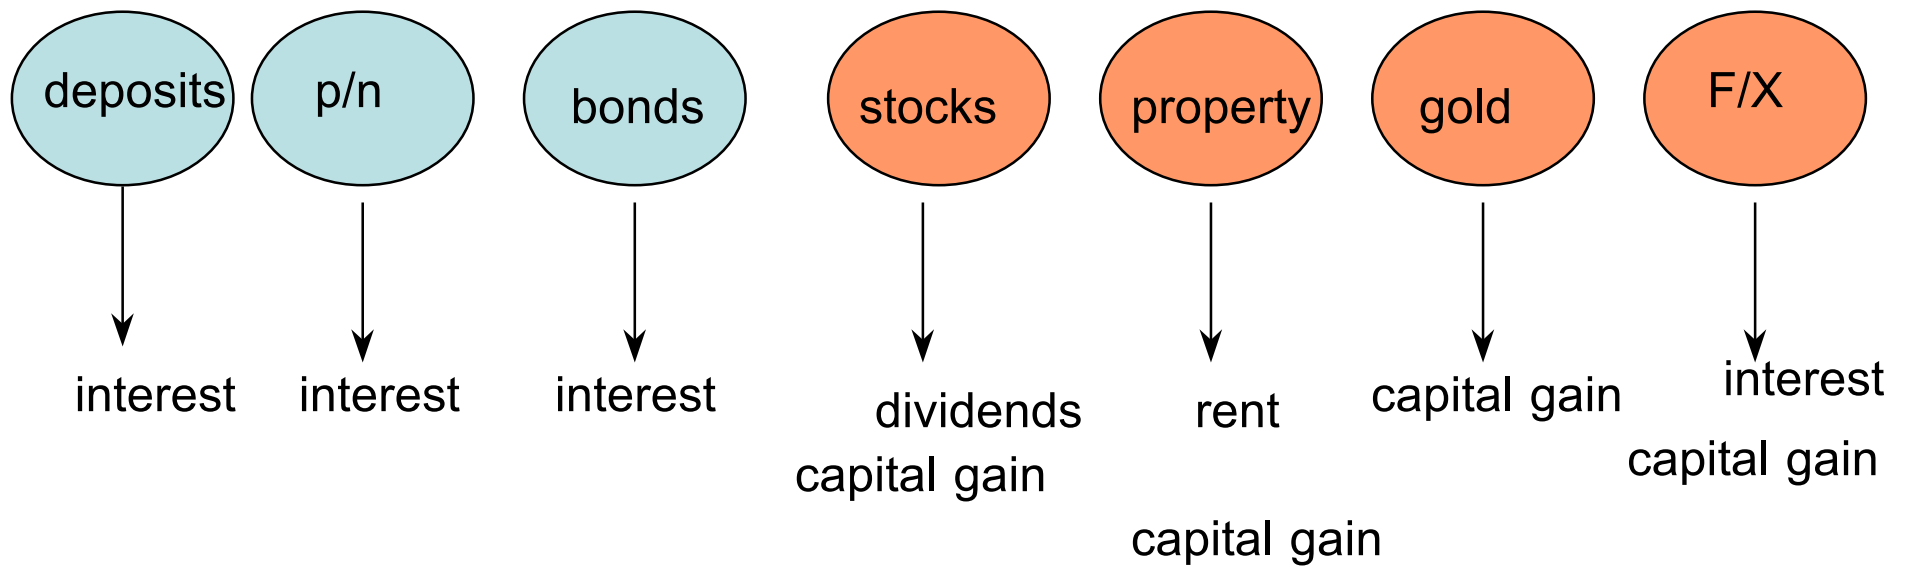 deposits
p/n
bonds
stocks
property
gold
F/X
interest
interest
interest
dividends
capital gain
rent
capital gain
capital gain
interest
capital gain